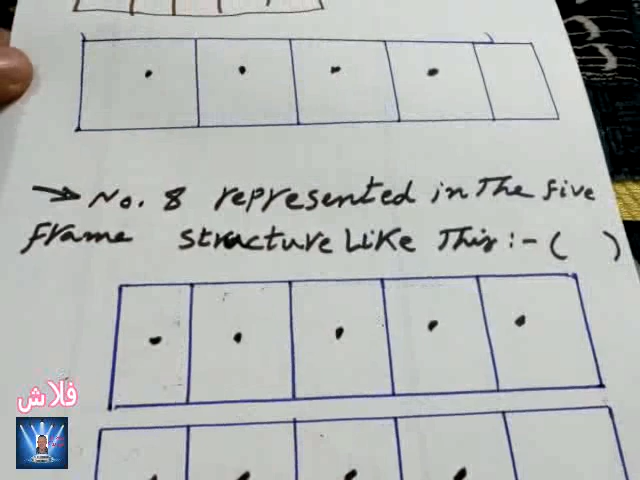 → No. 8 represented in The five
frame structure Like This :- ( )
فلاش